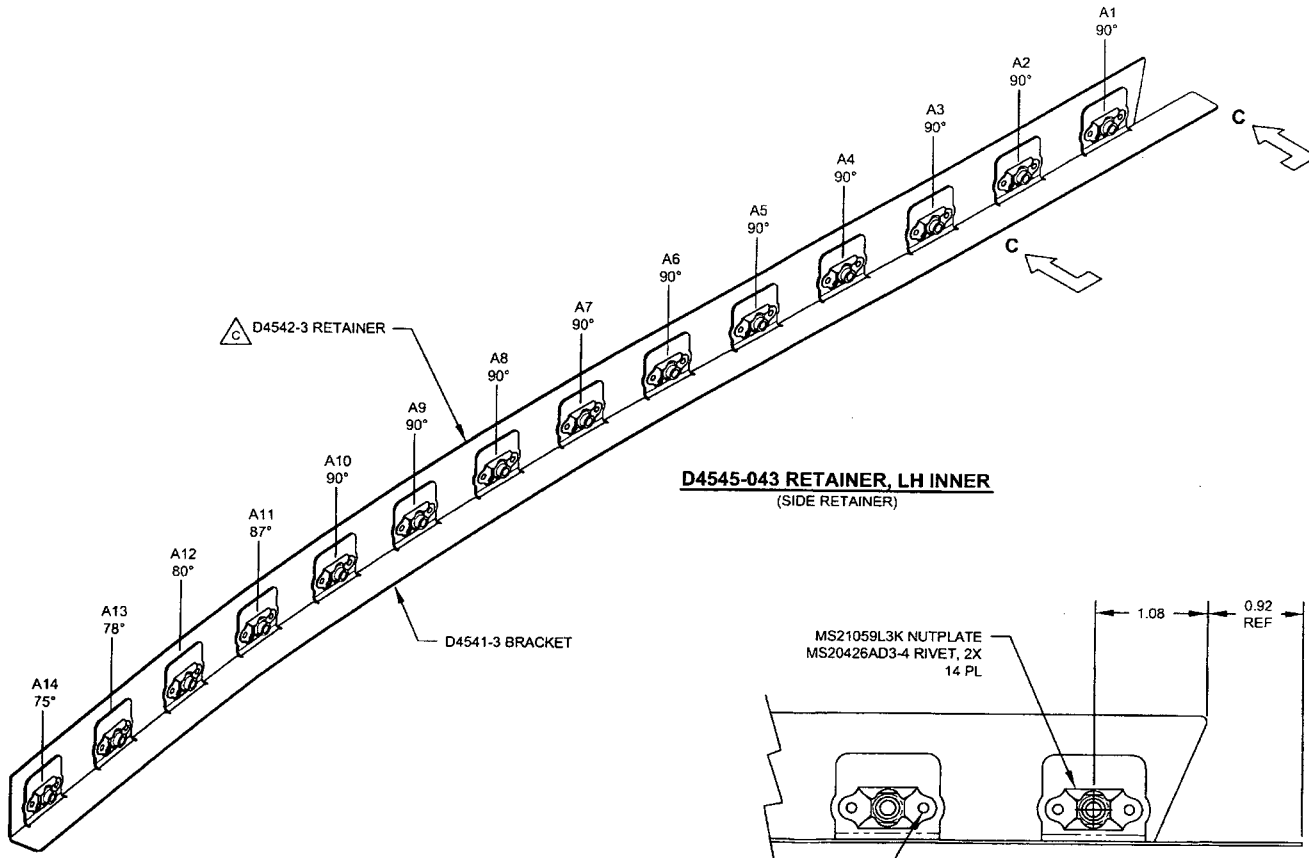 A1
90°
A2
90°
A3
90°
A4
90°
A5
90°
A6
90°
A7
90°
A8
90°
A9
90°
A10
90°
A11
87°
A12
80°
A13
78°
A14
75°
C
C
C D4542-3 RETAINER
D4541-3 BRACKET
D4545-043 RETAINER, LH INNER
(SIDE RETAINER)
MS21059L3K NUTPLATE
MS20426AD3-4 RIVET, 2X
14 PL
1.08
0.92
REF